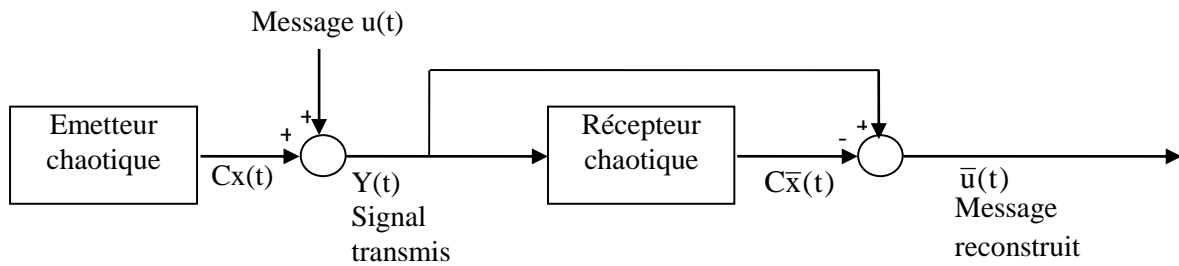 Message u(t)
Emetteur
chaotique
+
+
Cx(t)
Y(t)
Signal
transmis
Récepteur
chaotique
-
+
Cx̅(t)
u̅(t)
Message
reconstruit